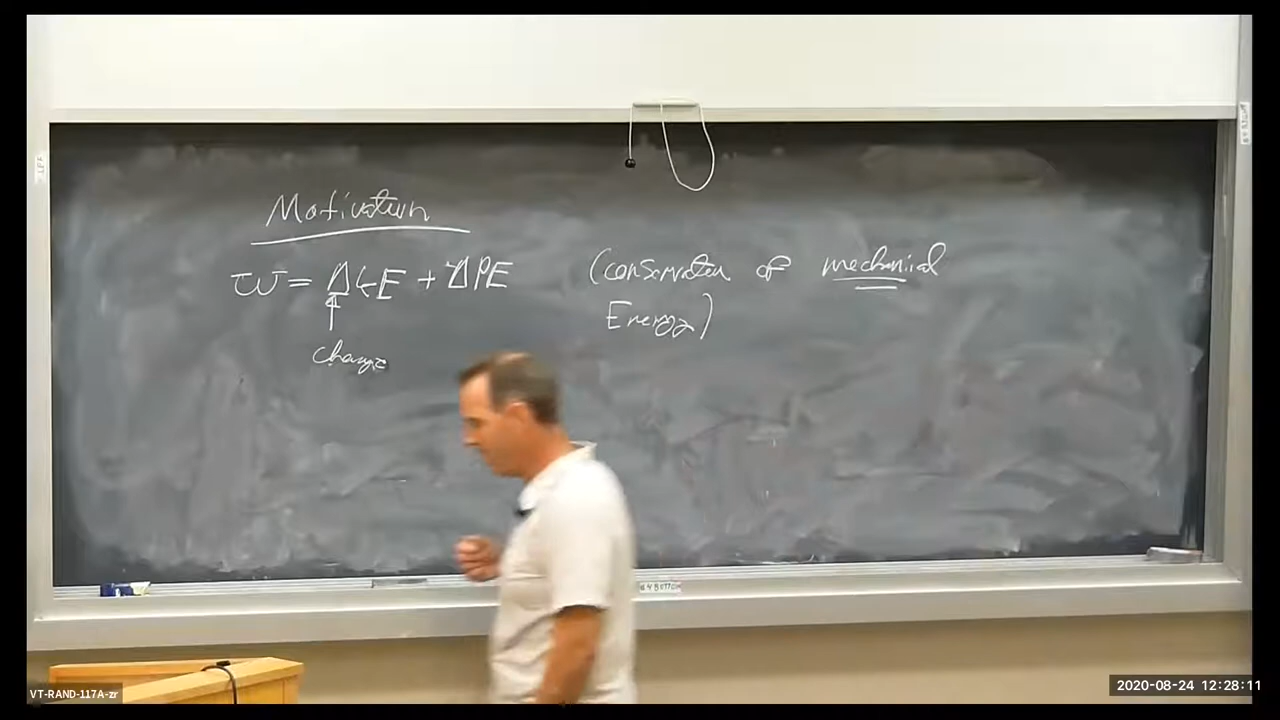 Motivation
W = ΔKE + ΔPE
(Conservation of mechanical
Energy)
change
VT-RAND-117A-zr
2020-08-24 12:28:11